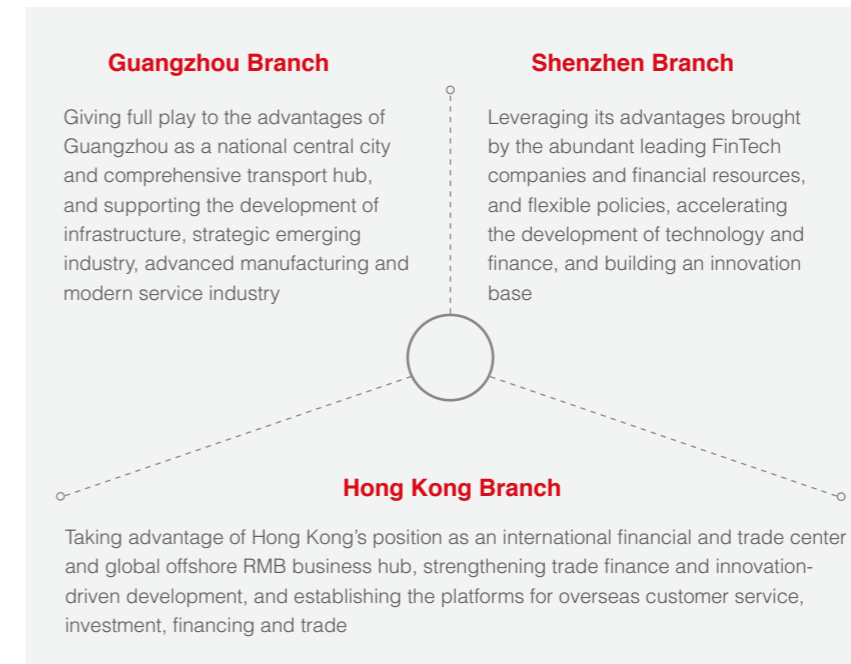 Guangzhou Branch
Giving full play to the advantages of
Guangzhou as a national central city
and comprehensive transport hub,
and supporting the development of
infrastructure, strategic emerging
industry, advanced manufacturing and
modern service industry
Shenzhen Branch
Leveraging its advantages brought
by the abundant leading FinTech
companies and financial resources,
and flexible policies, accelerating
the development of technology and
finance, and building an innovation
base
Hong Kong Branch
Taking advantage of Hong Kong’s position as an international financial and trade center
and global offshore RMB business hub, strengthening trade finance and innovation-
driven development, and establishing the platforms for overseas customer service,
investment, financing and trade